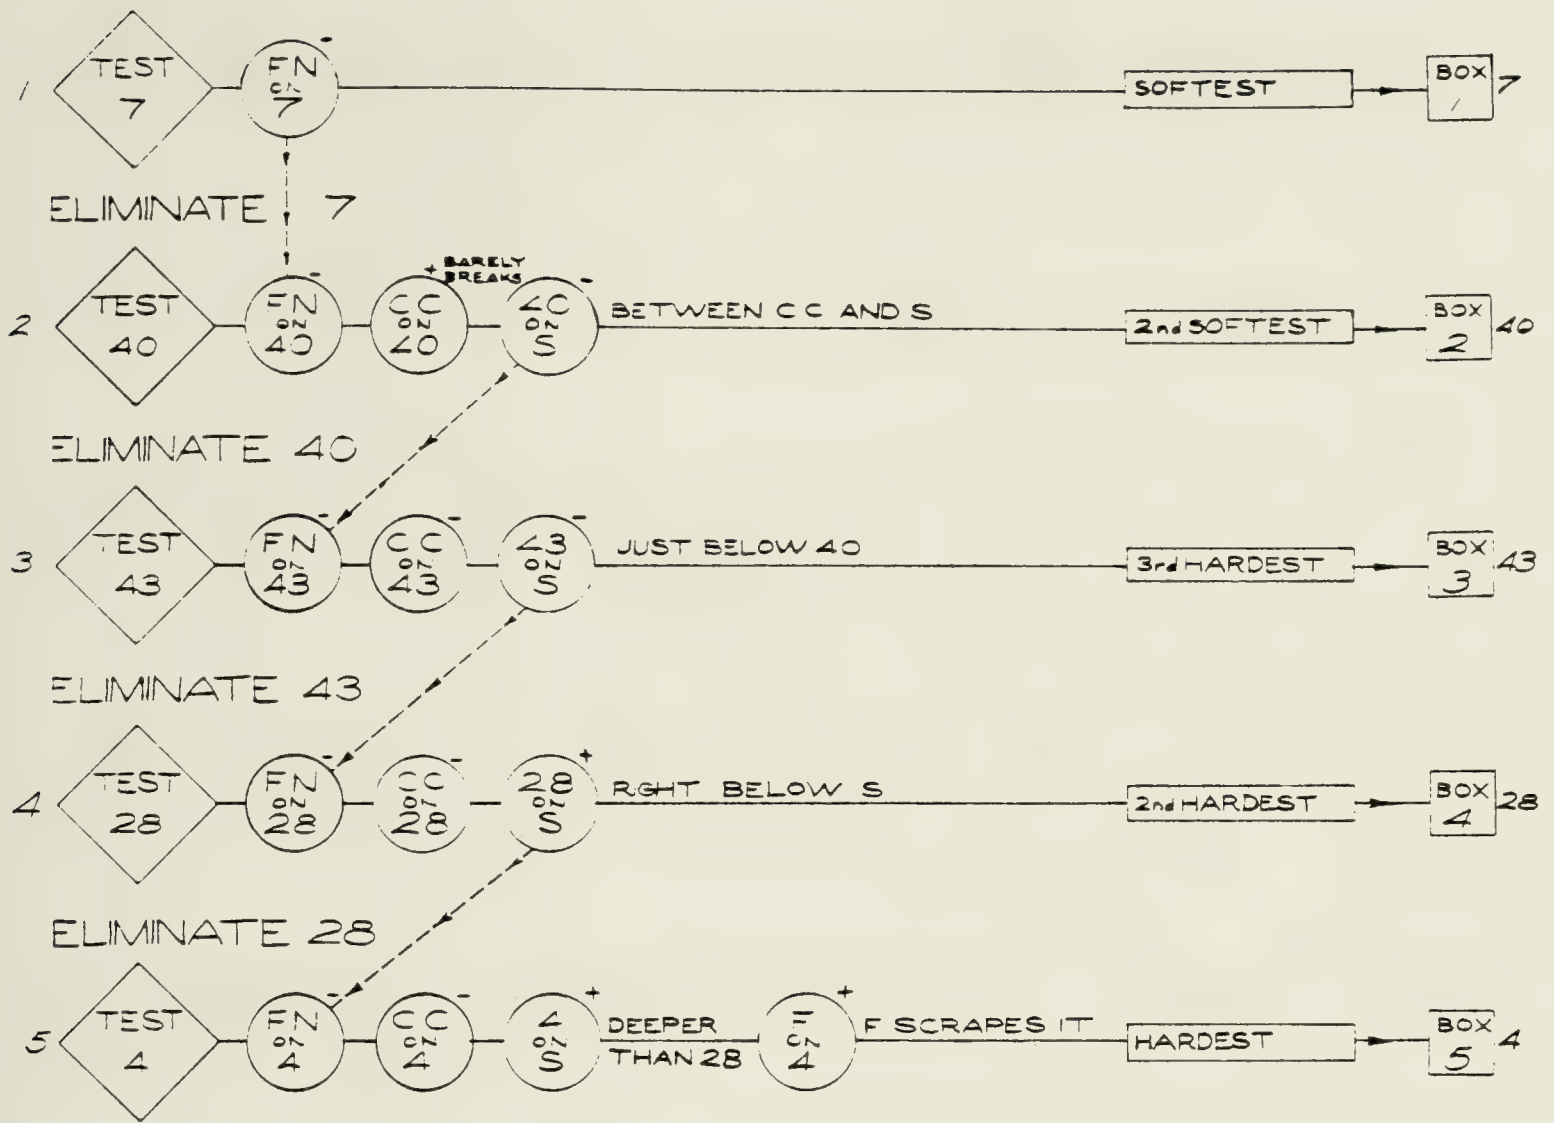 1
TEST
7
FN
ON
7
-
SOFTEST
BOX
1
7
ELIMINATE 7
2
TEST
40
FN
ON
40
-
CC
ON
40
+ BARELY
BREAKS
40
ON
S
-
BETWEEN CC AND S
2nd SOFTEST
BOX
2
40
ELIMINATE 40
3
TEST
43
FN
ON
43
-
CC
ON
43
-
43
ON
S
-
JUST BELOW 40
3rd HARDEST
BOX
3
43
ELIMINATE 43
4
TEST
28
FN
ON
28
-
CC
ON
28
-
28
ON
S
+
RGHT BELOW S
2nd HARDEST
BOX
4
28
ELIMINATE 28
5
TEST
4
FN
ON
4
-
CC
ON
4
-
4
ON
S
+
DEEPER
THAN 28
F
ON
4
+
F SCRAPES IT
HARDEST
BOX
5
4